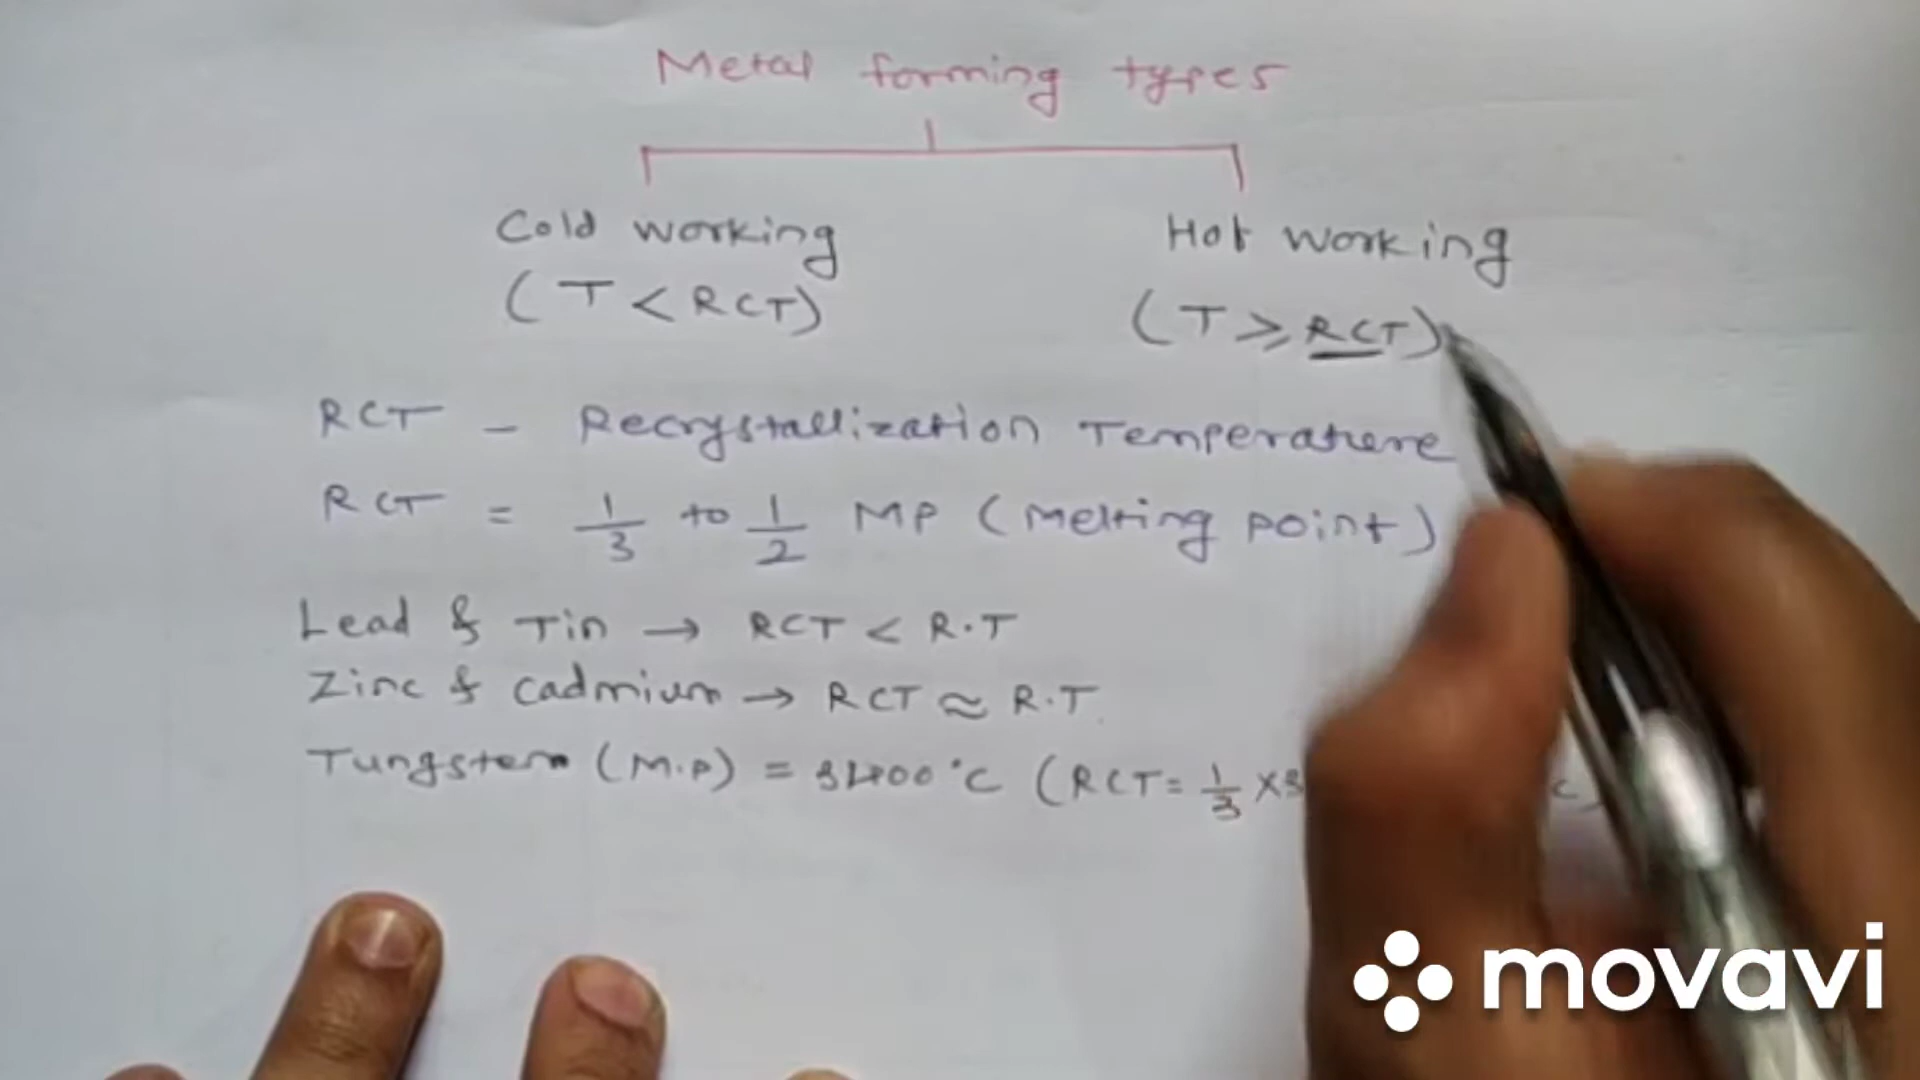 Metal forming types
Cold working
(T < RCT)
Hot working
(T ⩾ RCT)
RCT - Recrystallization Temperature
RCT = 1/3 to 1/2 MP (Melting point)
Lead & Tin → RCT < R.T
Zinc & cadmium → RCT ≈ R.T.
Tungsten (M.P) = 3400°C (RCT = 1/3 × 3 c)
movavi